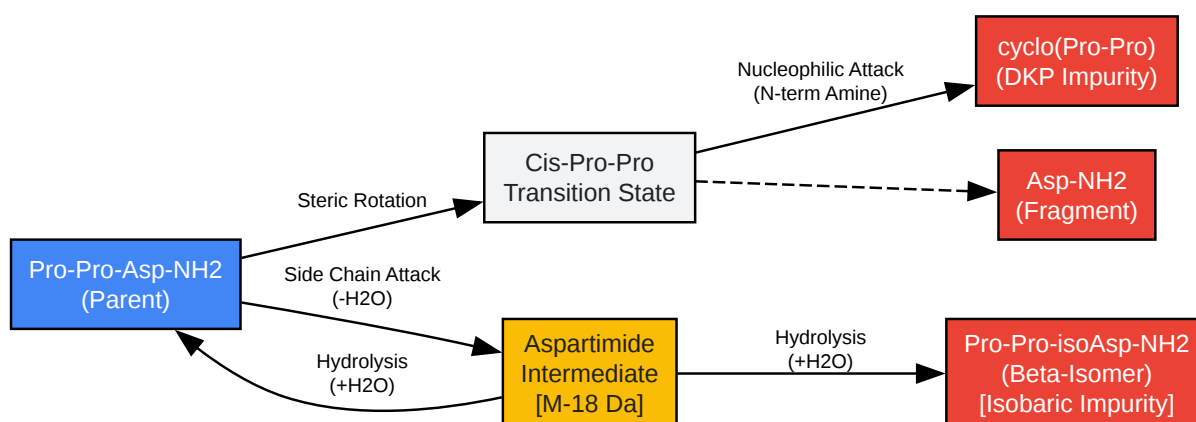 cyclo(Pro-Pro)
(DKP Impurity)
Nucleophilic Attack
(N-term Amine)
Cis-Pro-Pro
Transition State
Asp-NH2
(Fragment)
Steric Rotation
Pro-Pro-Asp-NH2
(Parent)
Side Chain Attack
(-H2O)
Hydrolysis
(+H2O)
Aspartimide
Intermediate
[M-18 Da]
Hydrolysis
(+H2O)
Pro-Pro-isoAsp-NH2
(Beta-Isomer)
[Isobaric Impurity]